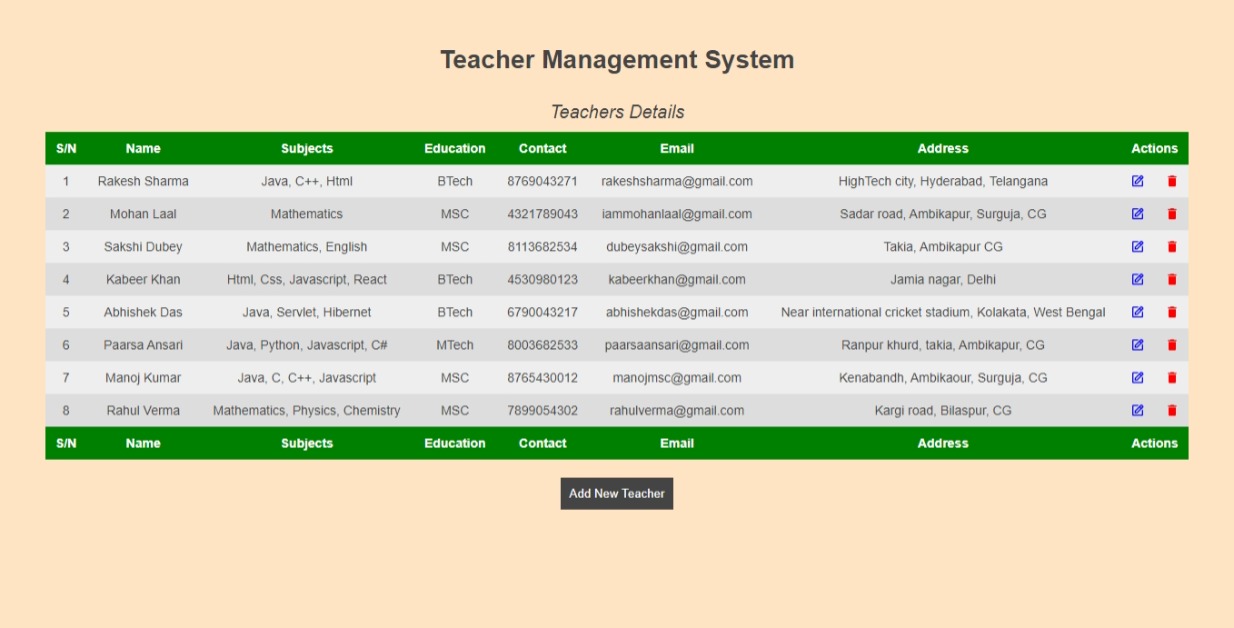 Teacher Management System
Teachers Details
S/N Name Subjects Education Contact Email Address Actions
1 Rakesh Sharma Java, C++, Html BTech 8769043271 rakeshsharma@gmail.com HighTech city, Hyderabad, Telangana
2 Mohan Laal Mathematics MSC 4321789043 iammohanlaal@gmail.com Sadar road, Ambikapur, Surguja, CG
3 Sakshi Dubey Mathematics, English MSC 8113682534 dubeysakshi@gmail.com Takia, Ambikapur CG
4 Kabeer Khan Html, Css, Javascript, React BTech 4530980123 kabeerkhan@gmail.com Jamia nagar, Delhi
5 Abhishek Das Java, Servlet, Hibernet BTech 6790043217 abhishekdas@gmail.com Near international cricket stadium, Kolakata, West Bengal
6 Paarsa Ansari Java, Python, Javascript, C# MTech 8003682533 paarsaansari@gmail.com Ranpur khurd, takia, Ambikapur, CG
7 Manoj Kumar Java, C, C++, Javascript MSC 8765430012 manojmsc@gmail.com Kenabandh, Ambikaour, Surguja, CG
8 Rahul Verma Mathematics, Physics, Chemistry MSC 7899054302 rahulverma@gmail.com Kargi road, Bilaspur, CG
S/N Name Subjects Education Contact Email Address Actions
Add New Teacher